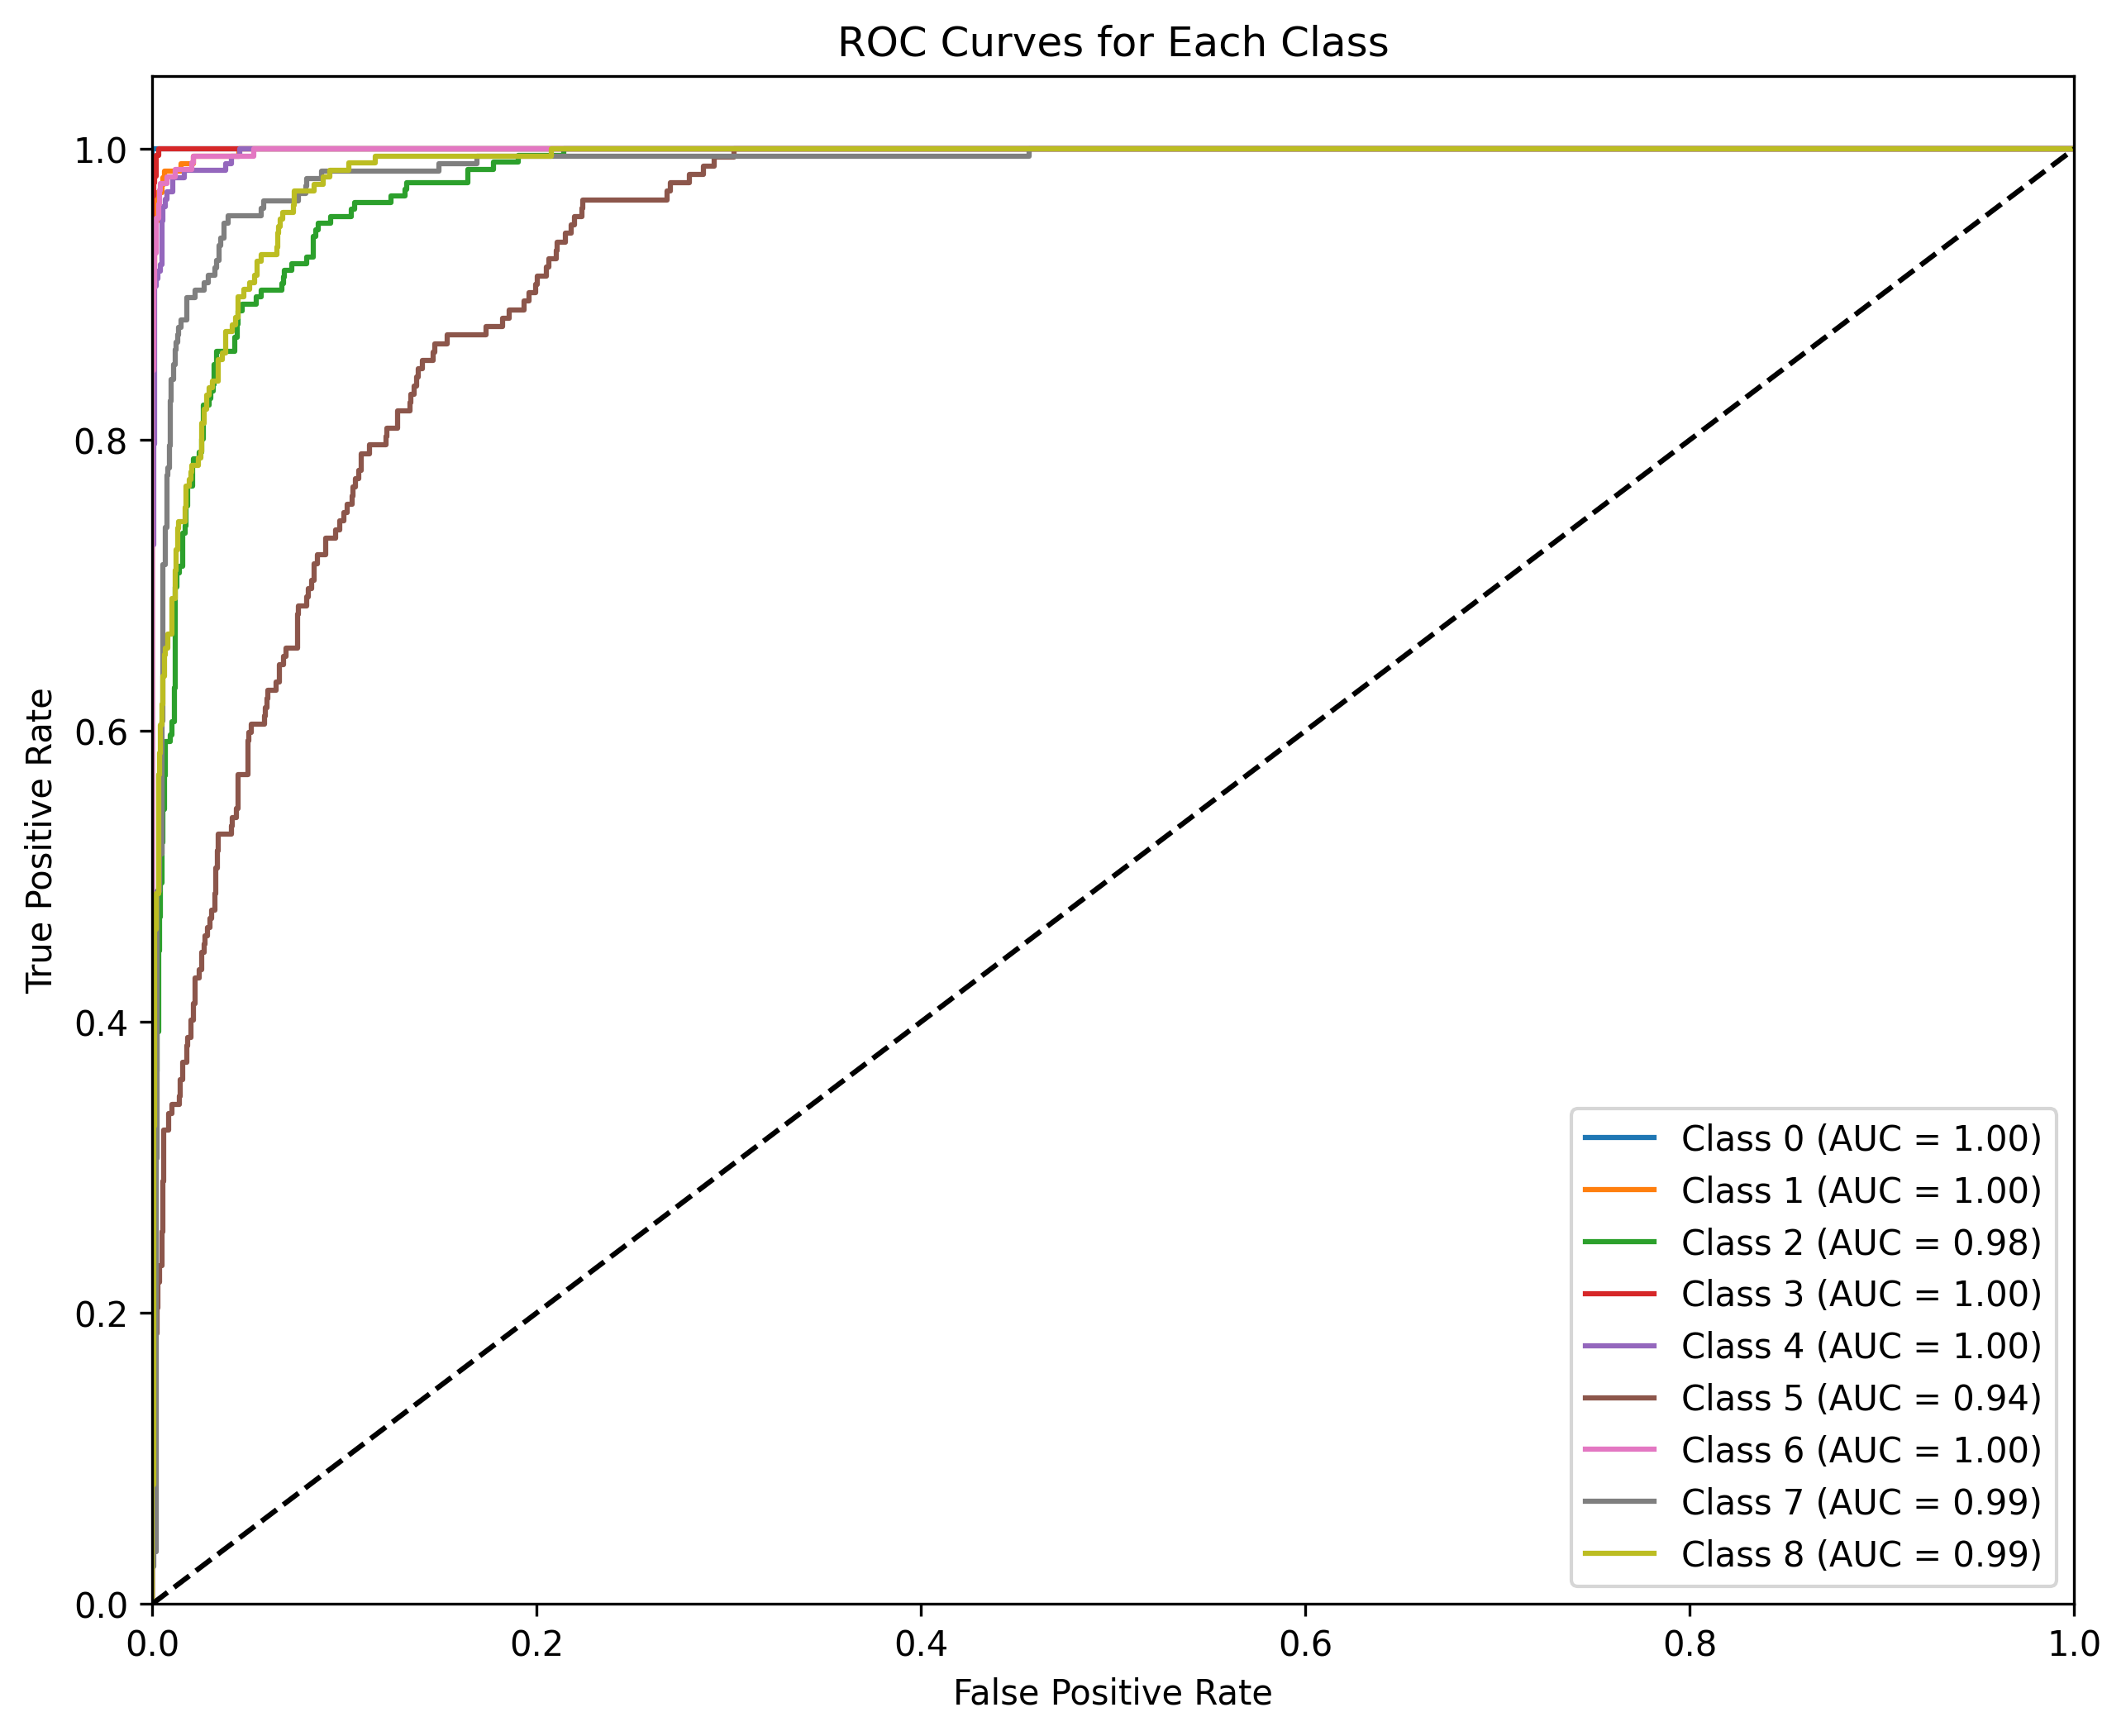 ROC Curves for Each Class
True Positive Rate
1.0
0.8
0.6
0.4
0.2
0.0
Class 0 (AUC = 1.00)
Class 1 (AUC = 1.00)
Class 2 (AUC = 0.98)
Class 3 (AUC = 1.00)
Class 4 (AUC = 1.00)
Class 5 (AUC = 0.94)
Class 6 (AUC = 1.00)
Class 7 (AUC = 0.99)
Class 8 (AUC = 0.99)
0.0 0.2 0.4 0.6 0.8 1.0
False Positive Rate